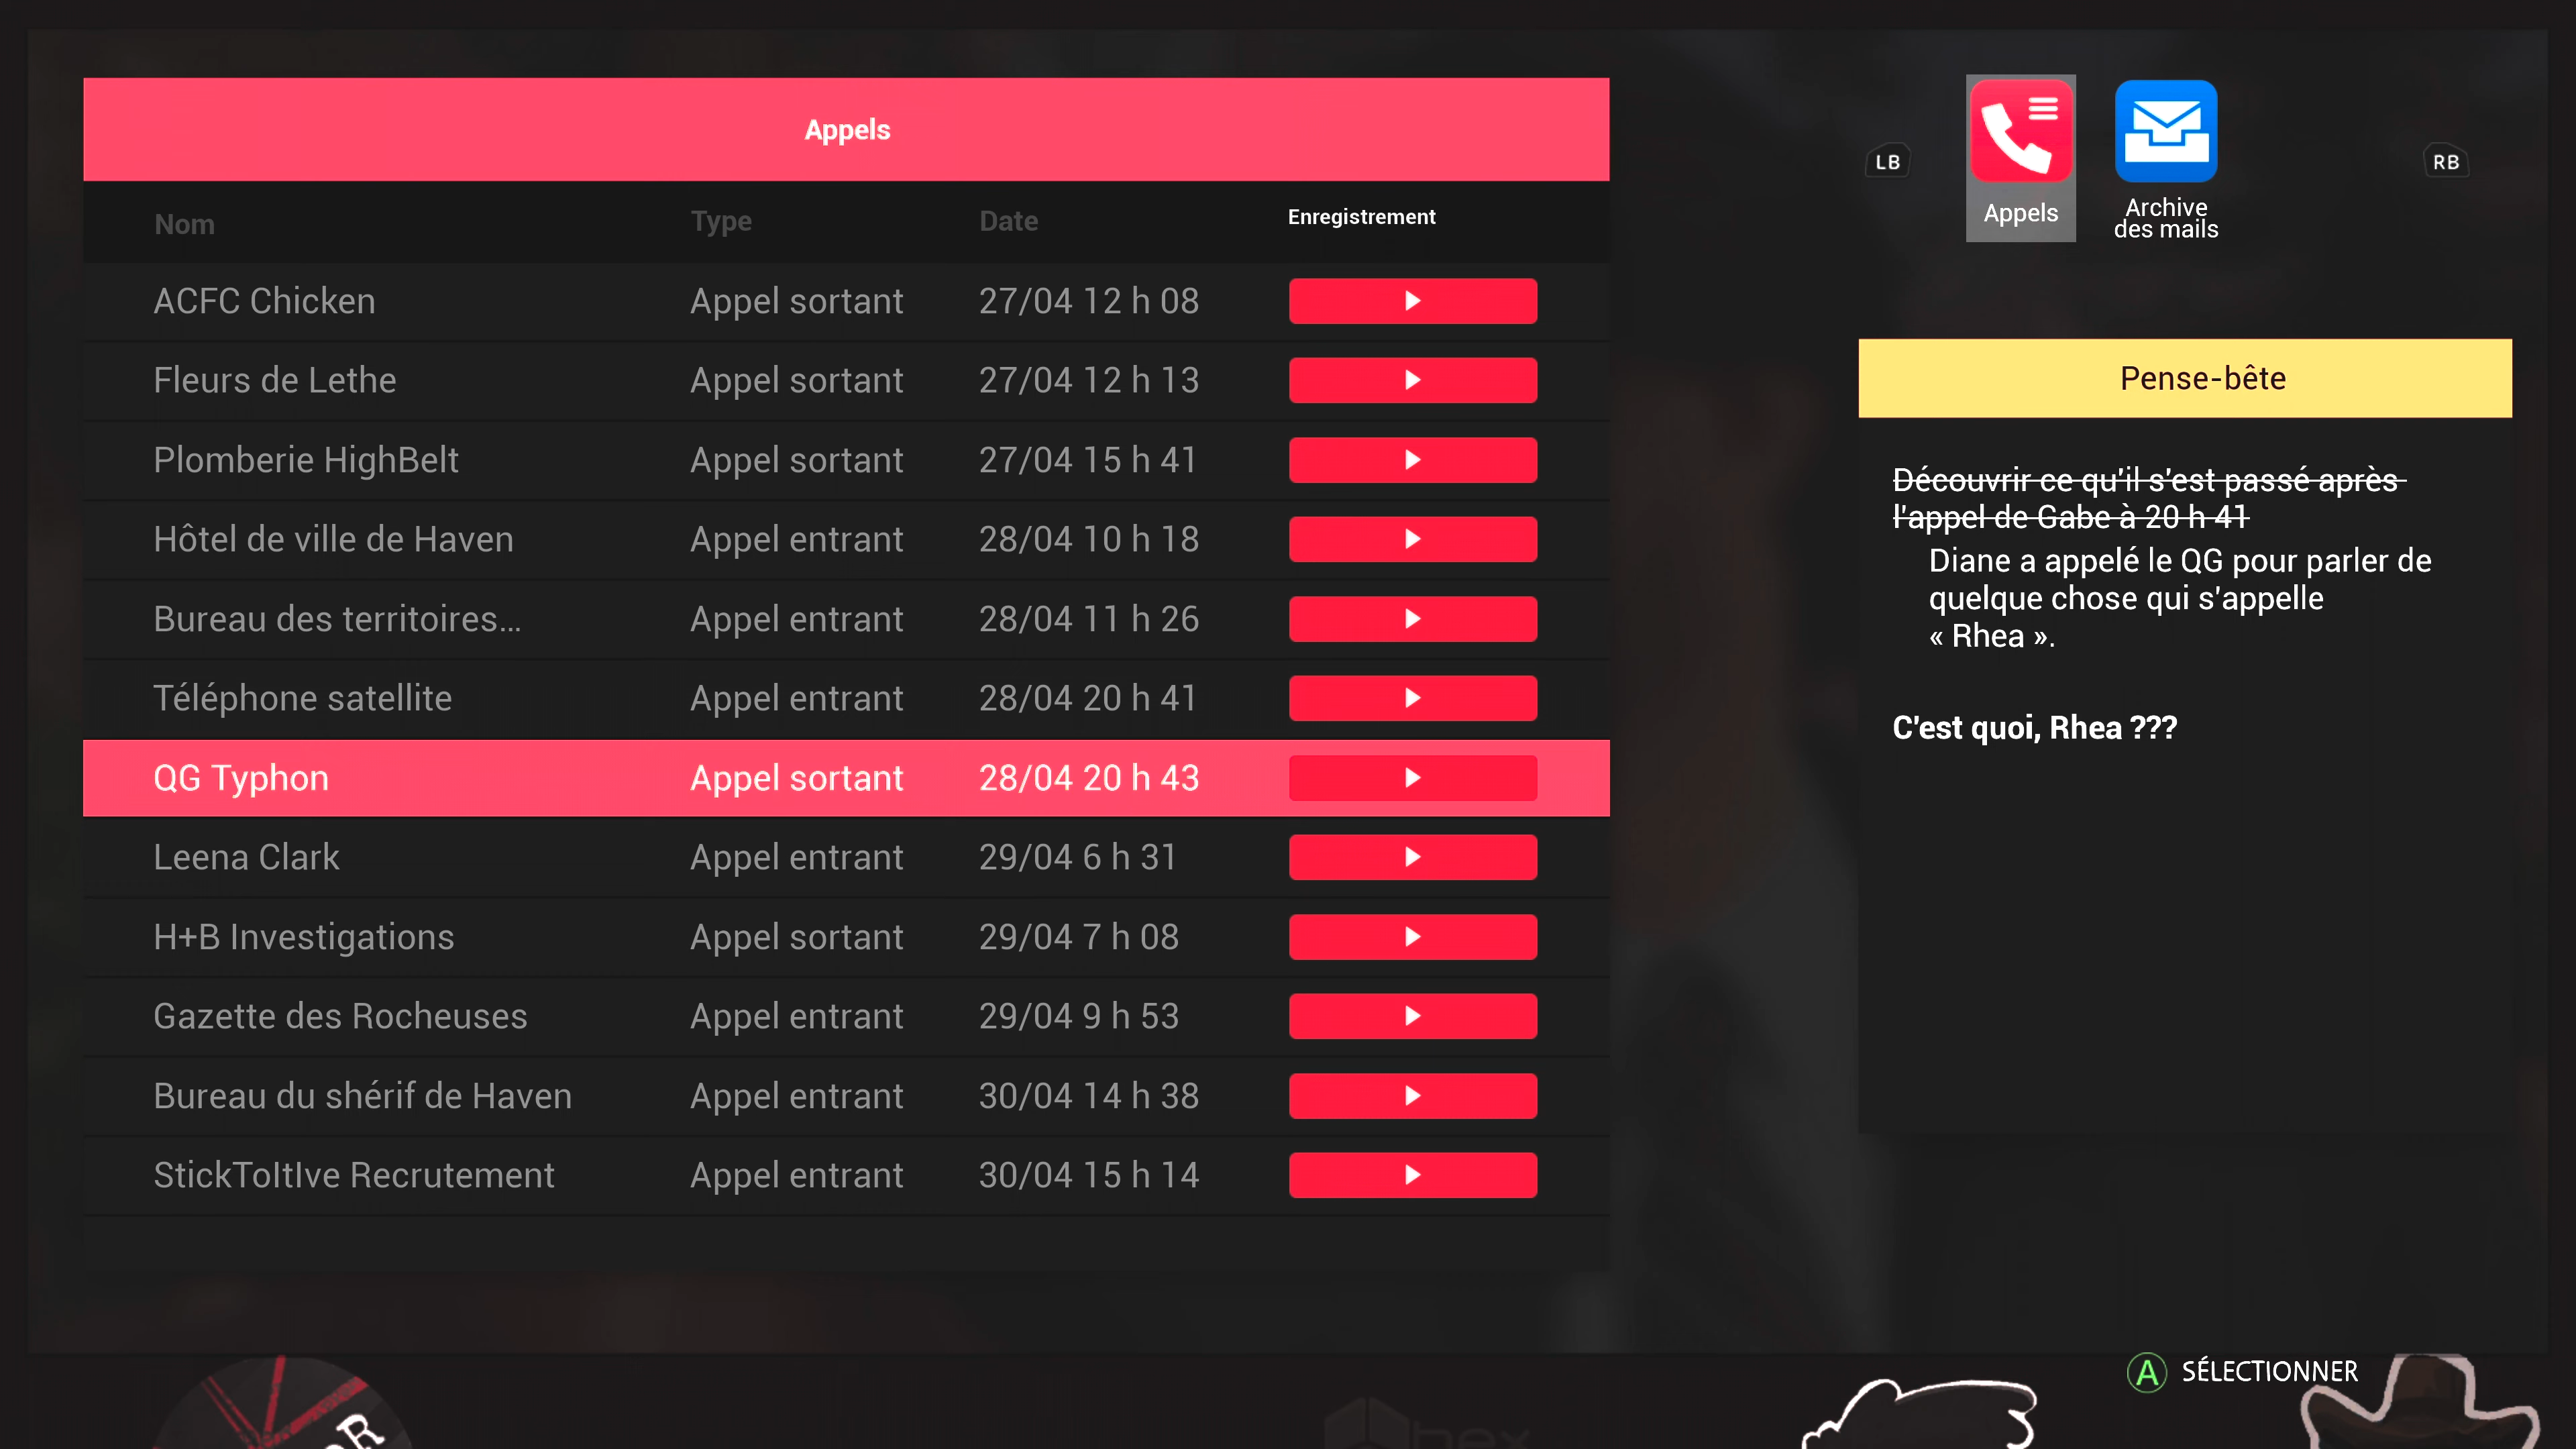 Appels
Nom Type Date Enregistrement
ACFC Chicken Appel sortant 27/04 12 h 08
Fleurs de Lethe Appel sortant 27/04 12 h 13
Plomberie HighBelt Appel sortant 27/04 15 h 41
Hôtel de ville de Haven Appel entrant 28/04 10 h 18
Bureau des territoires... Appel entrant 28/04 11 h 26
Téléphone satellite Appel entrant 28/04 20 h 41
QG Typhon Appel sortant 28/04 20 h 43
Leena Clark Appel entrant 29/04 6 h 31
H+B Investigations Appel sortant 29/04 7 h 08
Gazette des Rocheuses Appel entrant 29/04 9 h 53
Bureau du shérif de Haven Appel entrant 30/04 14 h 38
StickToItIve Recrutement Appel entrant 30/04 15 h 14
LB
Appels
Archive
des mails
RB
Pense-bête
Découvrir ce qu'il s'est passé après
l'appel de Gabe à 20 h 41
Diane a appelé le QG pour parler de
quelque chose qui s'appelle
« Rhea ».
C'est quoi, Rhea ???
A SÉLECTIONNER